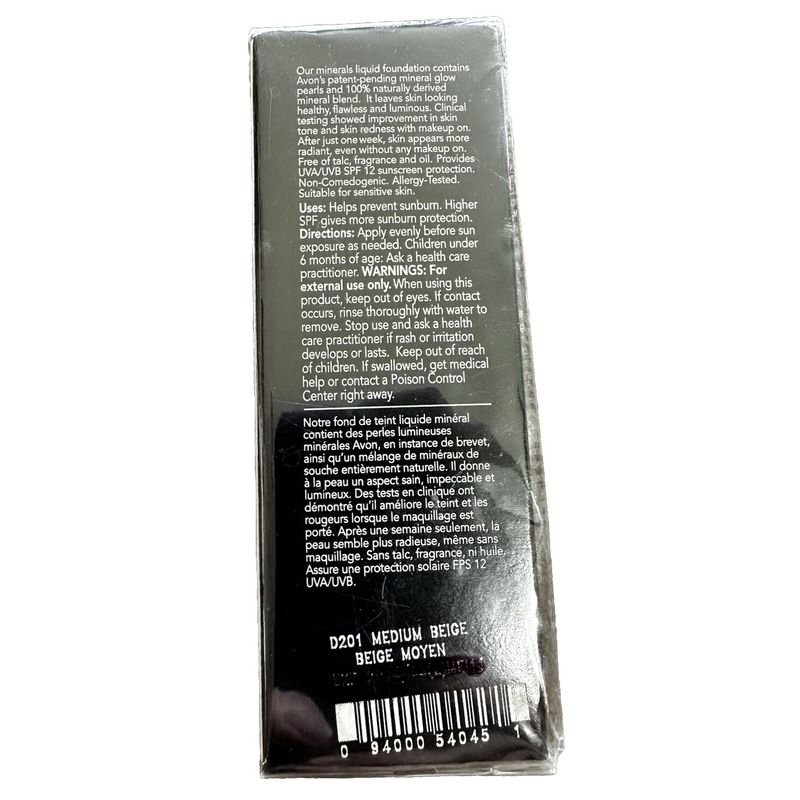 Our minerals liquid foundation contains
Avon's patent-pending mineral glow
pearls and 100% naturally derived
mineral blend. It leaves skin looking
healthy, flawless and luminous. Clinical
testing showed improvement in skin
tone and skin redness with makeup on.
After just one week, skin appears more
radiant, even without any makeup on.
Free of talc, fragrance and oil. Provides
UVA/UVB SPF 12 sunscreen protection.
Non-Comedogenic. Allergy-Tested.
Suitable for sensitive skin.
Uses: Helps prevent sunburn. Higher
SPF gives more sunburn protection.
Directions: Apply evenly before sun
exposure as needed. Children under
6 months of age: Ask a health care
practitioner. WARNINGS: For
external use only. When using this
product, keep out of eyes. If contact
occurs, rinse thoroughly with water to
remove. Stop use and ask a health
care practitioner if rash or irritation
develops or lasts. Keep out of reach
of children. If swallowed, get medical
help or contact a Poison Control
Center right away.
Notre fond de teint liquide minéral
contient des perles lumineuses
minérales Avon, en instance de brevet,
ainsi qu'un mélange de minéraux de
souche entièrement naturelle. Il donne
à la peau un aspect sain, impeccable et
lumineux. Des tests en clinique ont
démontré qu'il améliore le teint et les
rougeurs lorsque le maquillage est
porté. Après une semaine seulement, la
peau semble plus radieuse, même sans
maquillage. Sans talc, fragrance, ni huile.
Assure une protection solaire FPS 12
UVA/UVB.
D201 MEDIUM BEIGE
BEIGE MOYEN
0 94000 54045 1